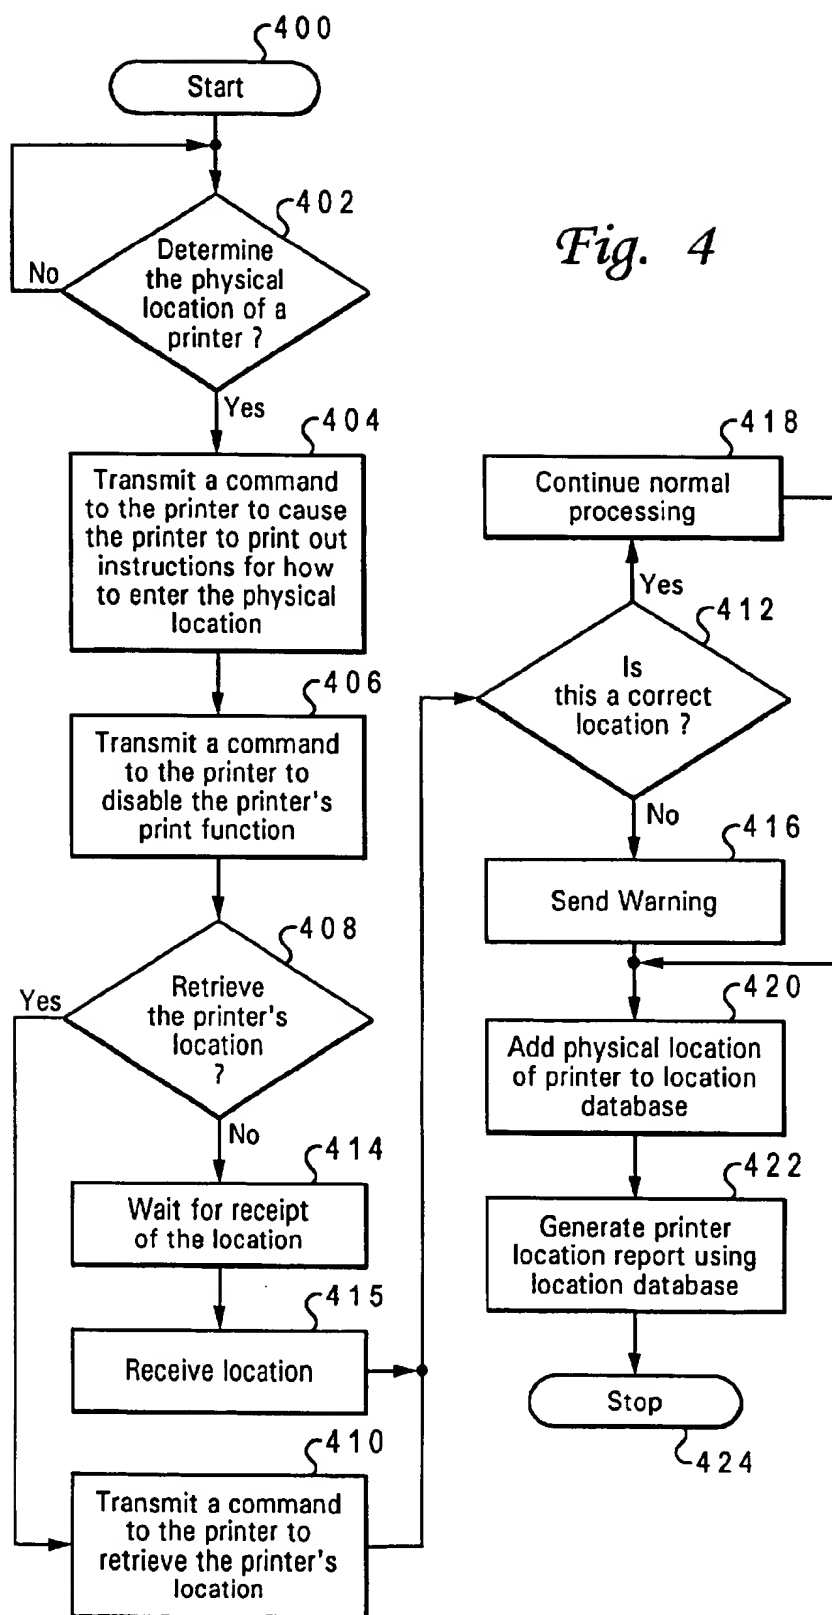 400
Start
402
Determine
the physical
location of a
printer ?
No
Yes
404
Transmit a command
to the printer to cause
the printer to print out
instructions for how
to enter the physical
location
406
Transmit a command
to the printer to
disable the printer's
print function
408
Retrieve
the printer's
location
?
Yes
No
414
Wait for receipt
of the location
415
Receive location
410
Transmit a command
to the printer to
retrieve the printer's
location
Fig. 4
418
Continue normal
processing
Yes
412
Is
this a correct
location ?
No
416
Send Warning
420
Add physical location
of printer to location
database
422
Generate printer
location report using
location database
Stop
424